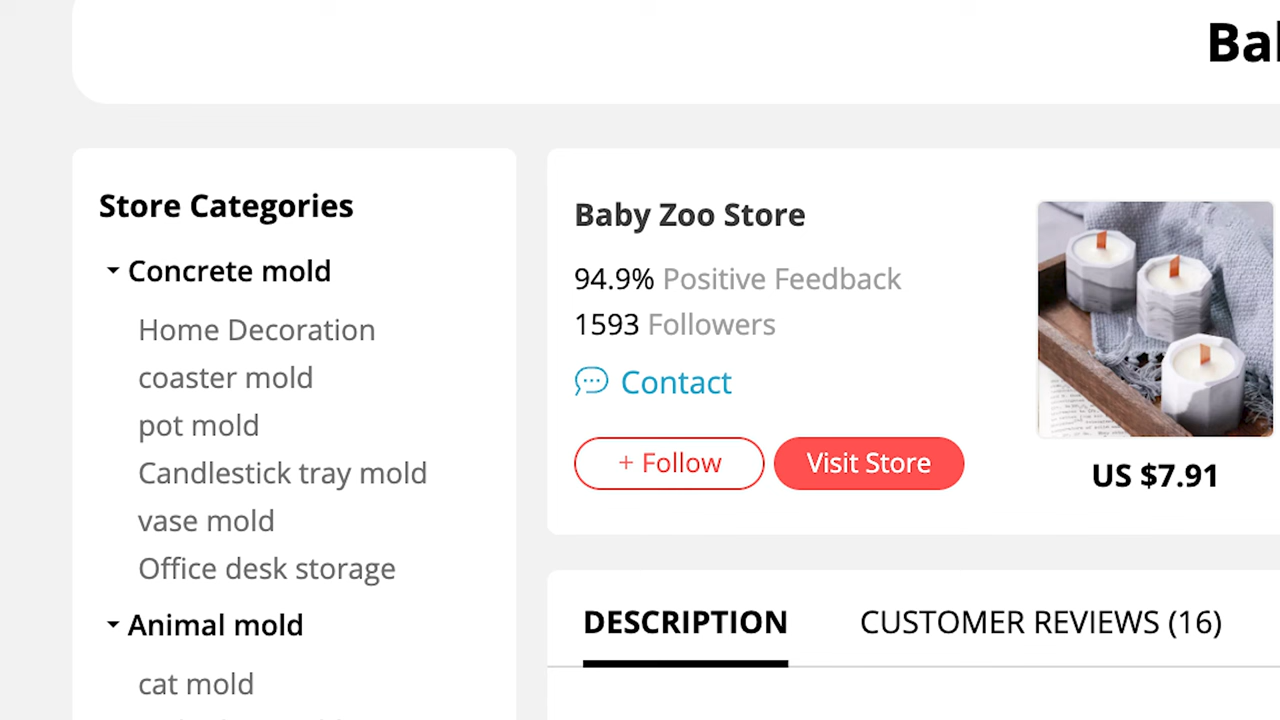 Store Categories
Concrete mold
Home Decoration
coaster mold
pot mold
Candlestick tray mold
vase mold
Office desk storage
Animal mold
cat mold
Baby Zoo Store
94.9% Positive Feedback
1593 Followers
Contact
+ Follow
Visit Store
US $7.91
DESCRIPTION
CUSTOMER REVIEWS (16)